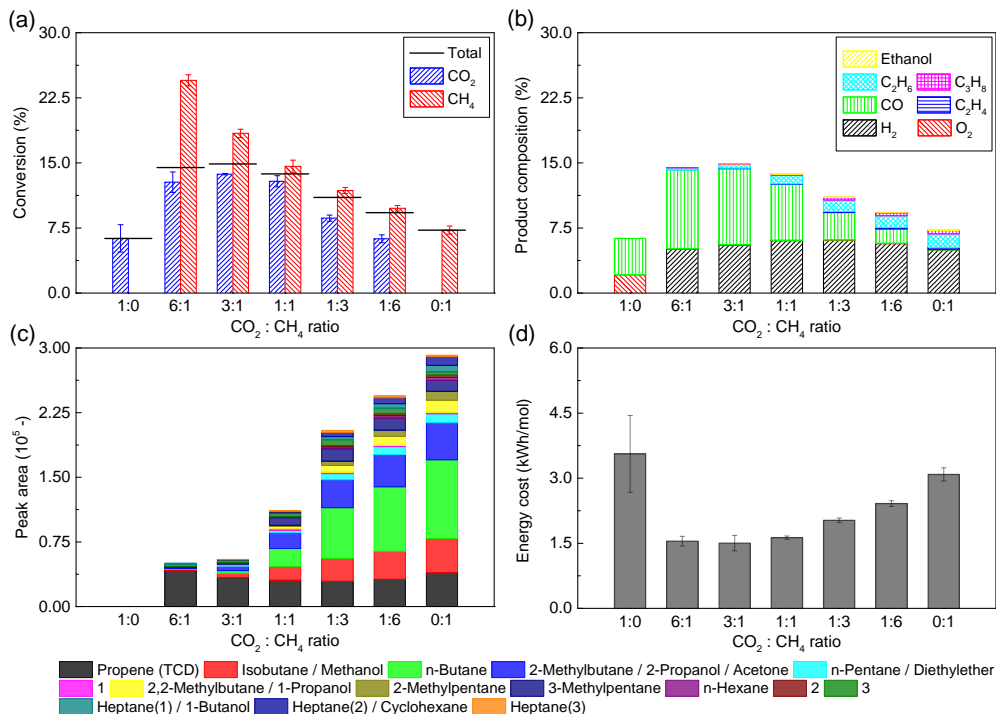 (a)
30.0
22.5
15.0
7.5
0.0
Conversion (%)
Total
CO₂
CH₄
1:0 6:1 3:1 1:1 1:3 1:6 0:1
CO₂ : CH₄ ratio
(b)
30.0
22.5
15.0
7.5
0.0
Product composition (%)
Ethanol
C₂H₆ C₃H₈
CO C₂H₄
H₂ O₂
1:0 6:1 3:1 1:1 1:3 1:6 0:1
CO₂ : CH₄ ratio
(c)
3.00
2.25
1.50
0.75
0.00
Peak area (10⁵ -)
1:0 6:1 3:1 1:1 1:3 1:6 0:1
CO₂ : CH₄ ratio
(d)
6.0
4.5
3.0
1.5
0.0
Energy cost (kWh/mol)
1:0 6:1 3:1 1:1 1:3 1:6 0:1
CO₂ : CH₄ ratio
Propene (TCD) Isobutane / Methanol n-Butane 2-Methylbutane / 2-Propanol / Acetone n-Pentane / Diethylether
1 2,2-Methylbutane / 1-Propanol 2-Methylpentane 3-Methylpentane n-Hexane 2 3
Heptane(1) / 1-Butanol Heptane(2) / Cyclohexane Heptane(3)